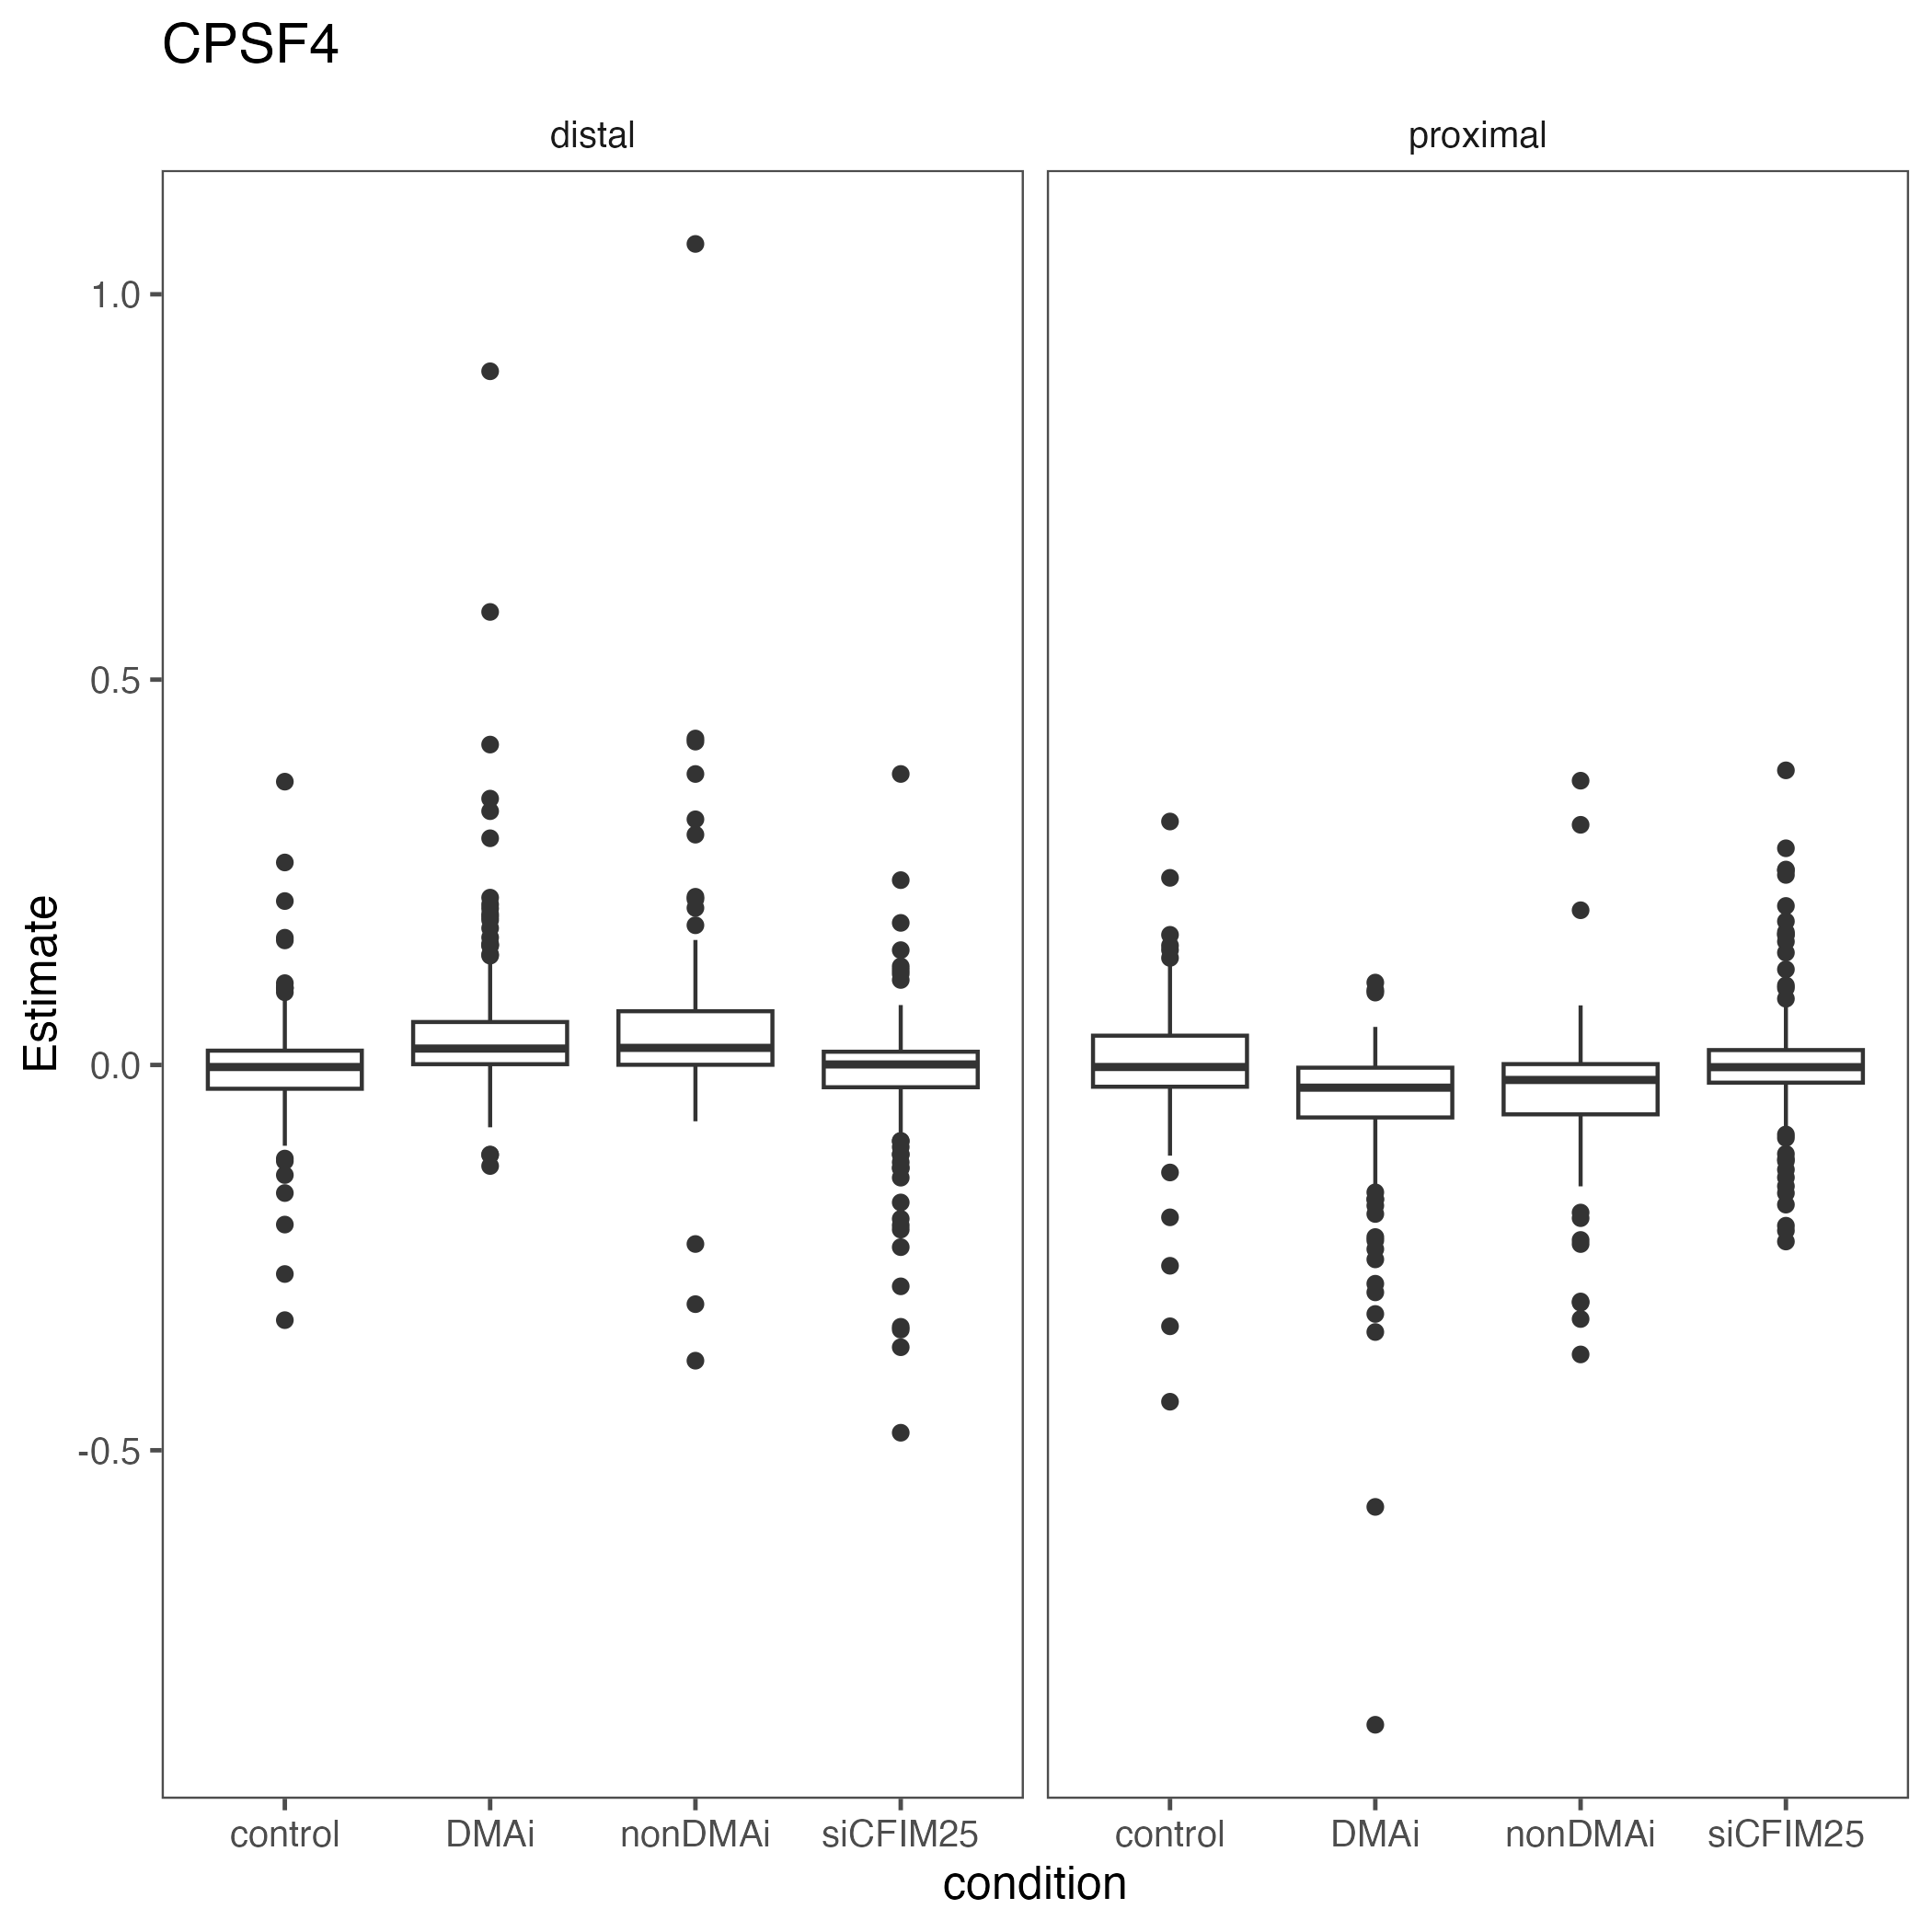 CPSF4
distal
proximal
1.0
0.5
0.0
-0.5
Estimate
control DMAi nonDMAi siCFIM25
control DMAi nonDMAi siCFIM25
condition